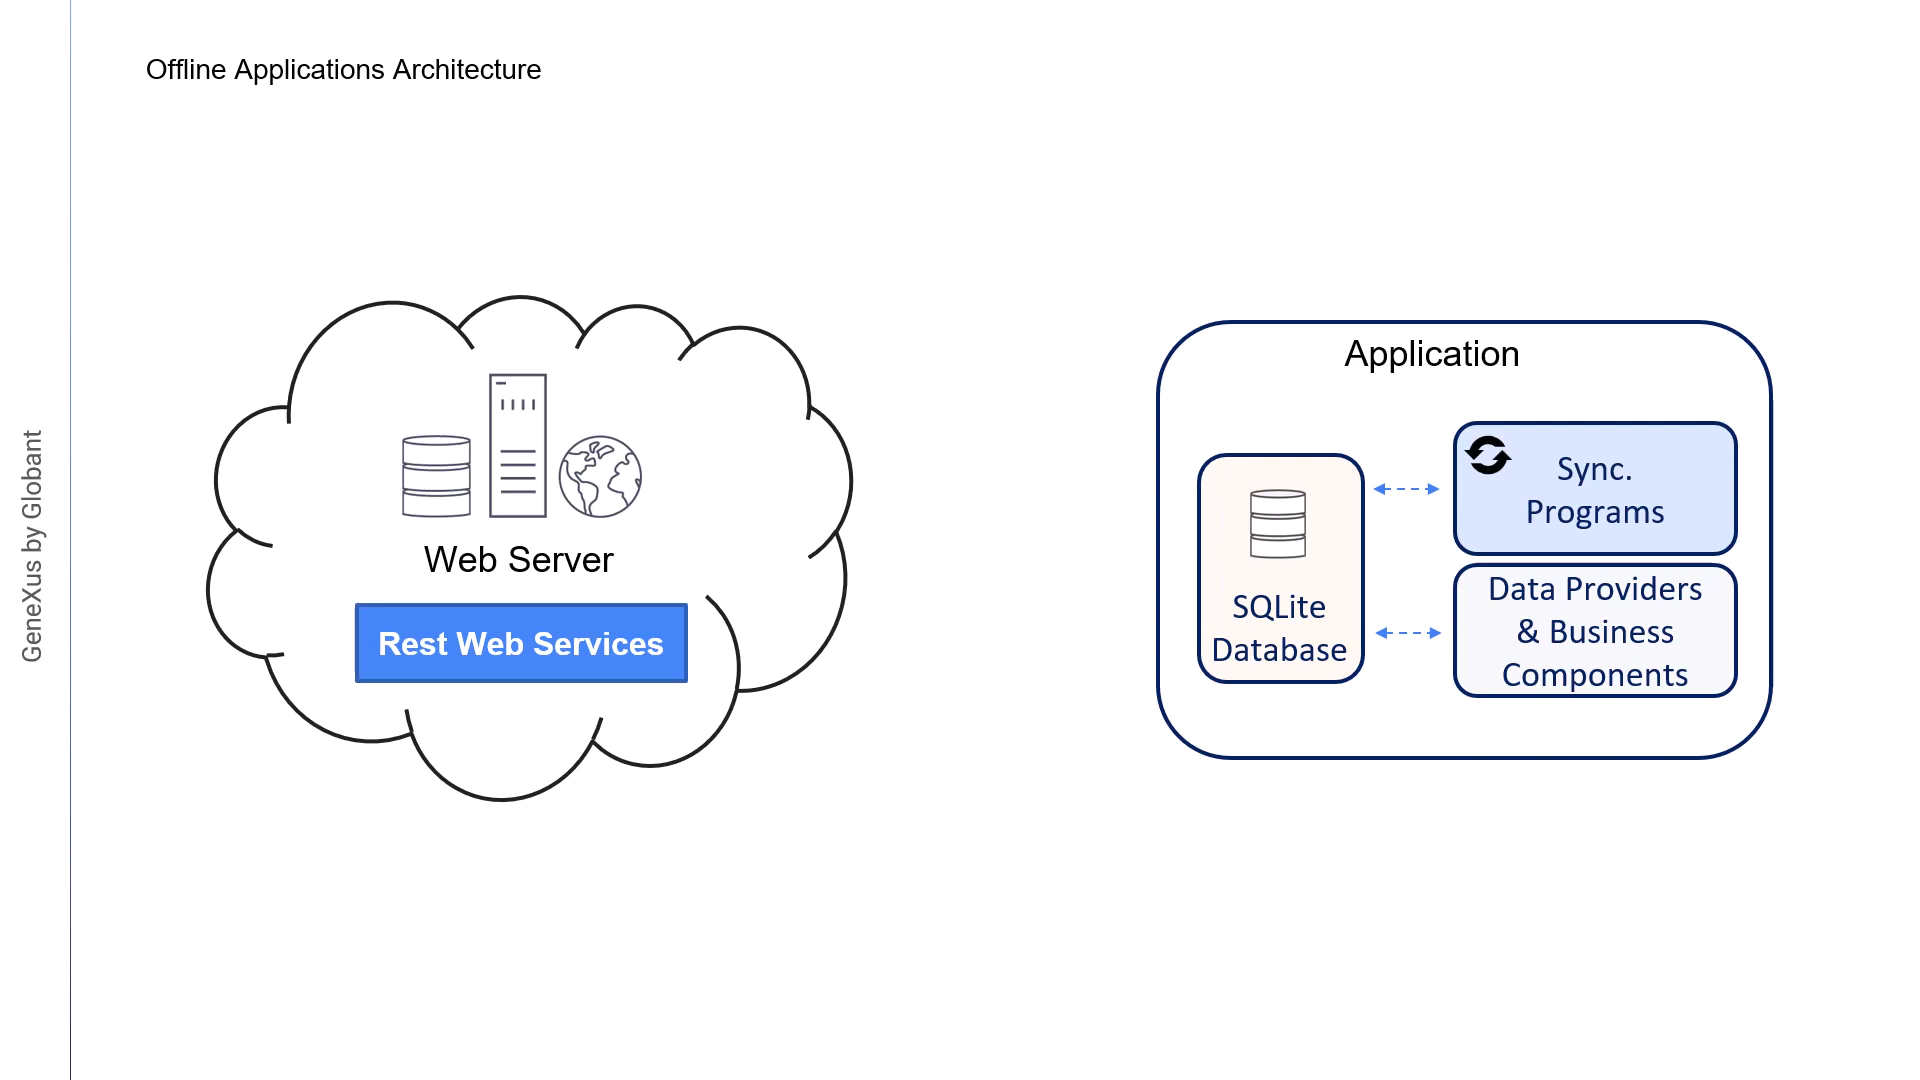 Offline Applications Architecture
GeneXus by Globant
Web Server
Rest Web Services
Application
SQLite
Database
Sync.
Programs
Data Providers
& Business
Components